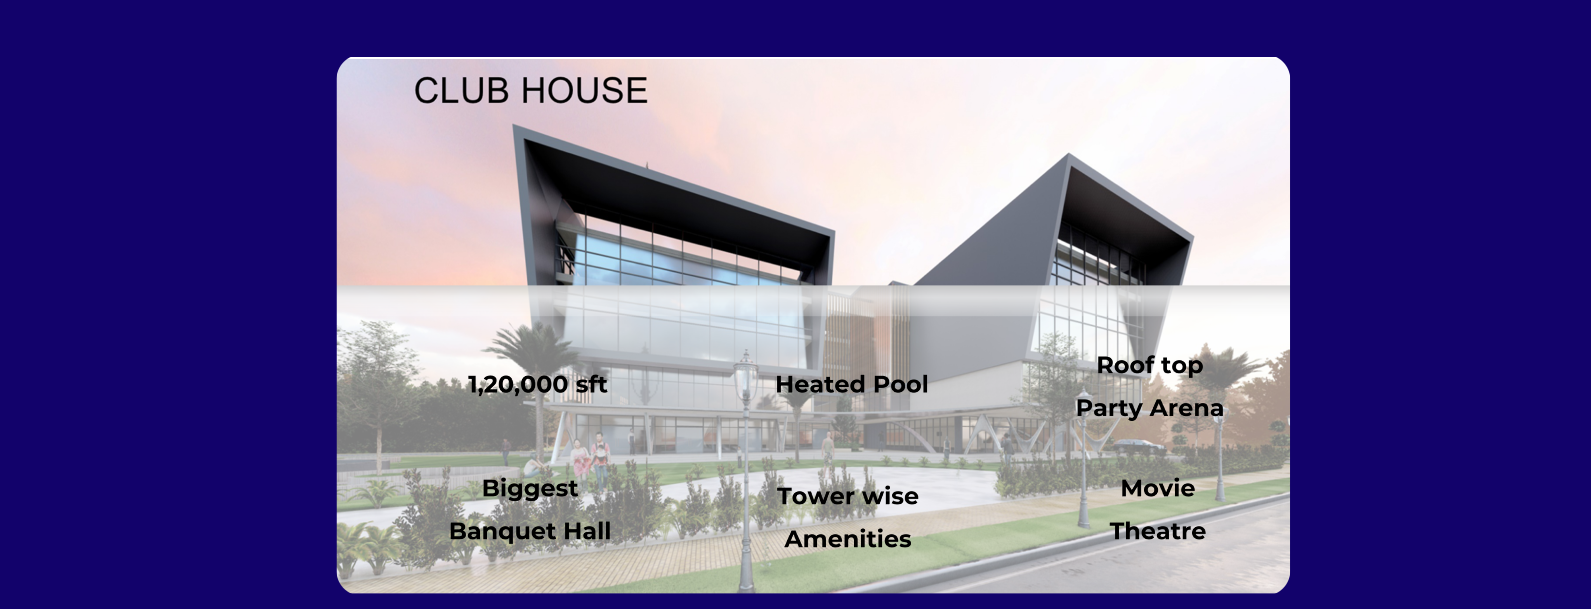 CLUB HOUSE
1,20,000 sft
Heated Pool
Roof top
Party Arena
Biggest
Banquet Hall
Tower wise
Amenities
Movie
Theatre